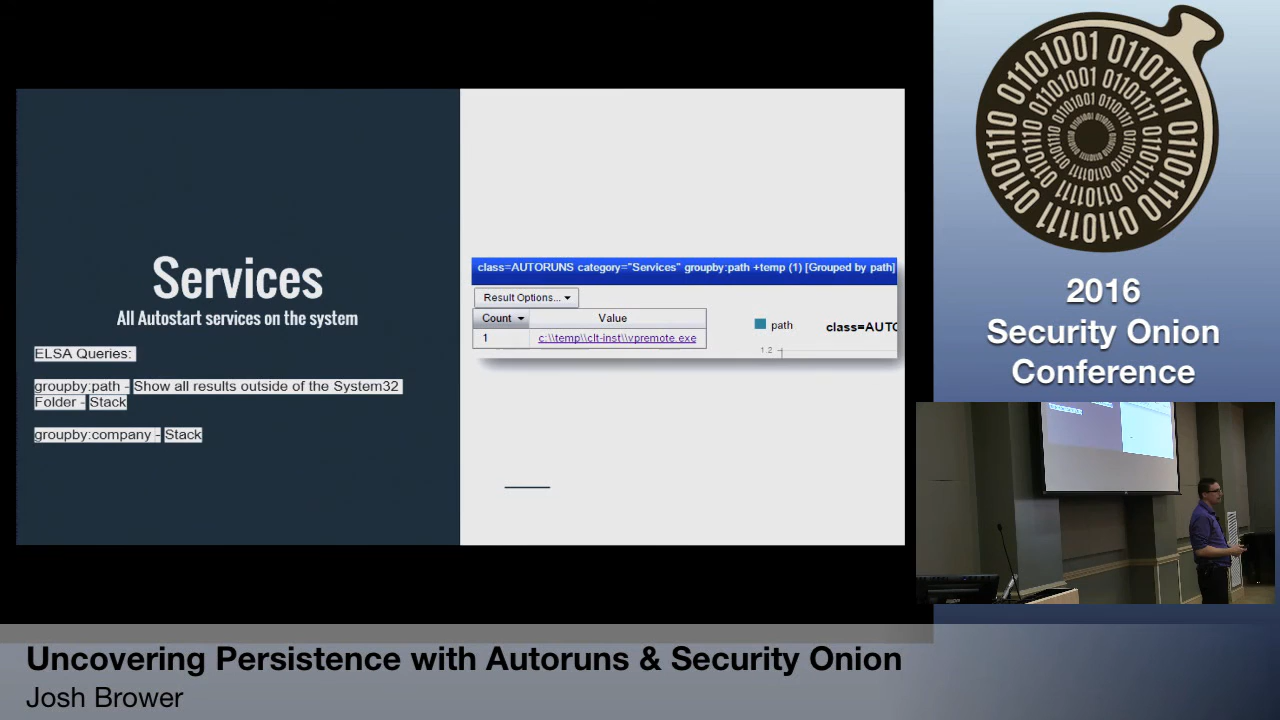 Services
All Autostart services on the system
ELSA Queries:
groupby:path - Show all results outside of the System32
Folder - Stack
groupby:company - Stack
class=AUTORUNS category="Services" groupby:path +temp (1) [Grouped by path]
Result Options...
Count Value
1 c:\\temp\\clt-inst\\vpremote.exe
path
class=AUTO
1.2
2016
Security Onion
Conference
Uncovering Persistence with Autoruns & Security Onion
Josh Brower